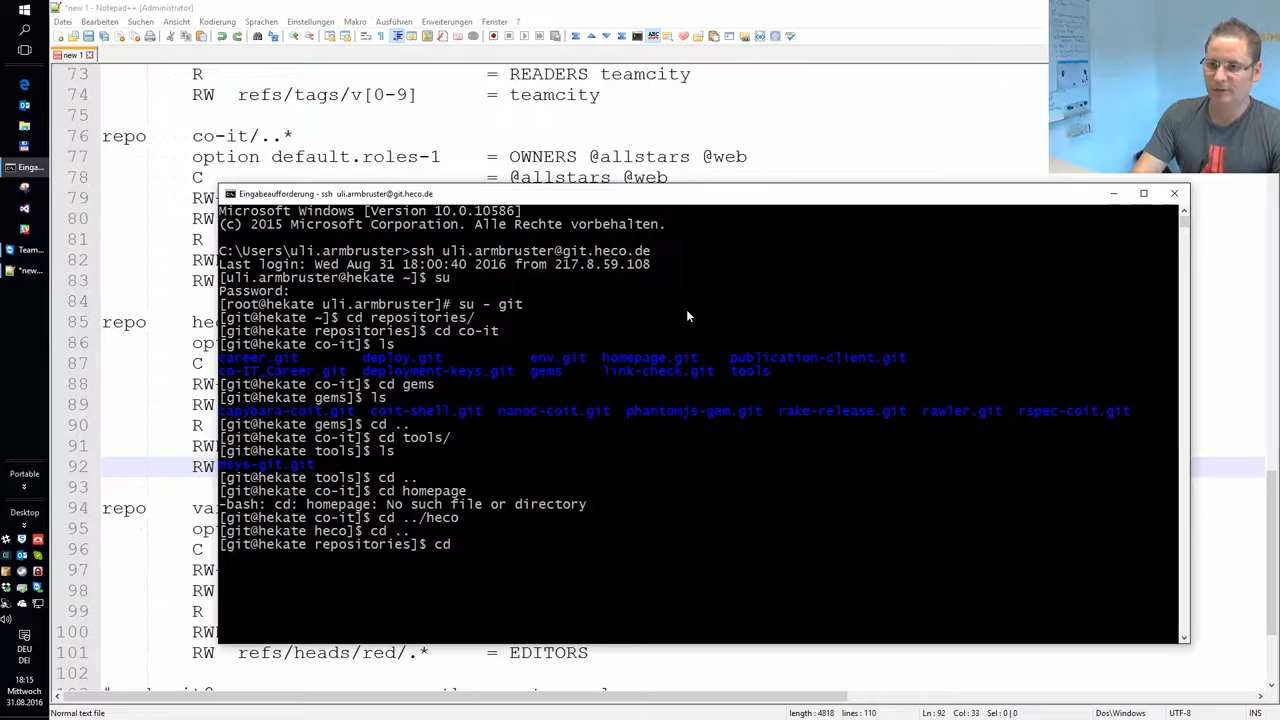 *new 1 - Notepad++ [Administrator]
Datei Bearbeiten Suchen Ansicht Kodierung Sprachen Einstellungen Makro Ausführen Erweiterungen Fenster ?
new 1
73 R = READERS teamcity
74 RW refs/tags/v[0-9] = teamcity
75
76 repo co-it/..*
77 option default.roles-1 = OWNERS @allstars @web
78 C = @allstars @web
79 RW
80 RW
81 R
82 RW
83 RW
84
85 repo he
86
87 C
88 RW
89 RW
90 R
91 RW
92 RW
93
94 repo va
95
96 C
97 RW
98 RW
99 R
100 RW
101 RW refs/heads/red/.* = EDITORS
102
Eingabeaufforderung - ssh uli.armbruster@git.heco.de
Microsoft Windows [Version 10.0.10586]
(c) 2015 Microsoft Corporation. Alle Rechte vorbehalten.
C:\Users\uli.armbruster>ssh uli.armbruster@git.heco.de
Last login: Wed Aug 31 18:00:40 2016 from 217.8.59.108
[uli.armbruster@hekate ~]$ su
Password:
[root@hekate uli.armbruster]# su - git
[git@hekate ~]$ cd repositories/
[git@hekate repositories]$ cd co-it
[git@hekate co-it]$ ls
career.git deploy.git env.git homepage.git publication-client.git
co-IT_Career.git deployment-keys.git gems link-check.git tools
[git@hekate co-it]$ cd gems
[git@hekate gems]$ ls
capybara-coit.git coit-shell.git nanoc-coit.git phantomjs-gem.git rake-release.git rawler.git rspec-coit.git
[git@hekate gems]$ cd ..
[git@hekate co-it]$ cd tools/
[git@hekate tools]$ ls
msys-git.git
[git@hekate tools]$ cd ..
[git@hekate co-it]$ cd homepage
-bash: cd: homepage: No such file or directory
[git@hekate co-it]$ cd ../heco
[git@hekate heco]$ cd ..
[git@hekate repositories]$ cd
Einga...
Team...
*new...
Portable
Desktop
DEU
DEI
18:15
Mittwoch
31.08.2016
Normal text file length : 4818 lines : 110 Ln : 92 Col : 33 Sel : 0 | 0 Dos\Windows UTF-8 INS